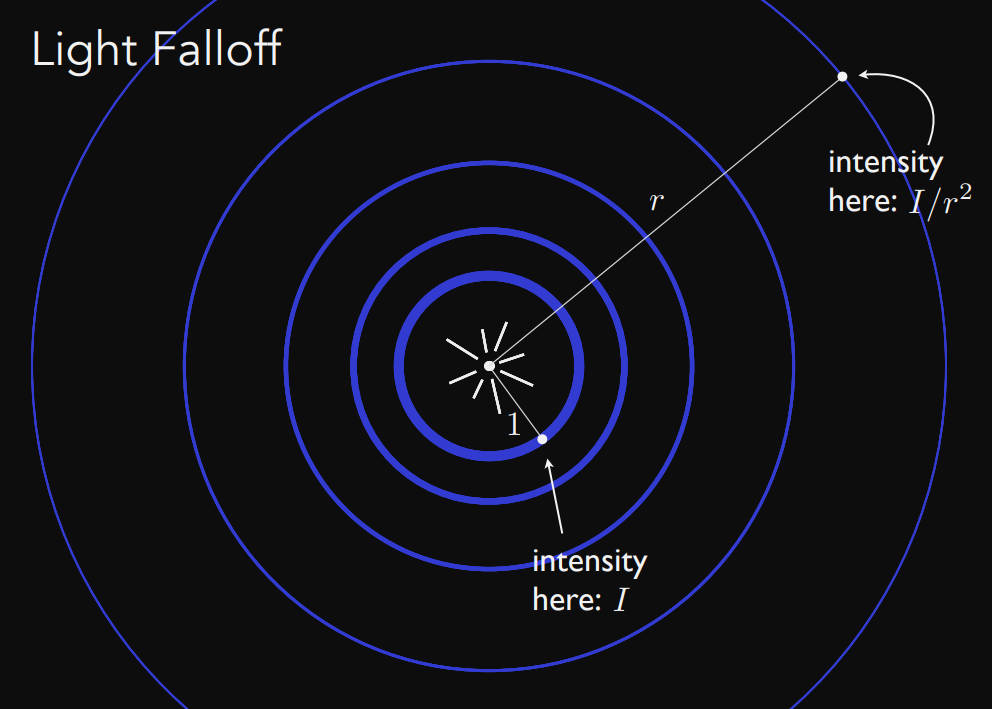 Light Falloff
intensity
here: I/r²
r
1
intensity
here: I